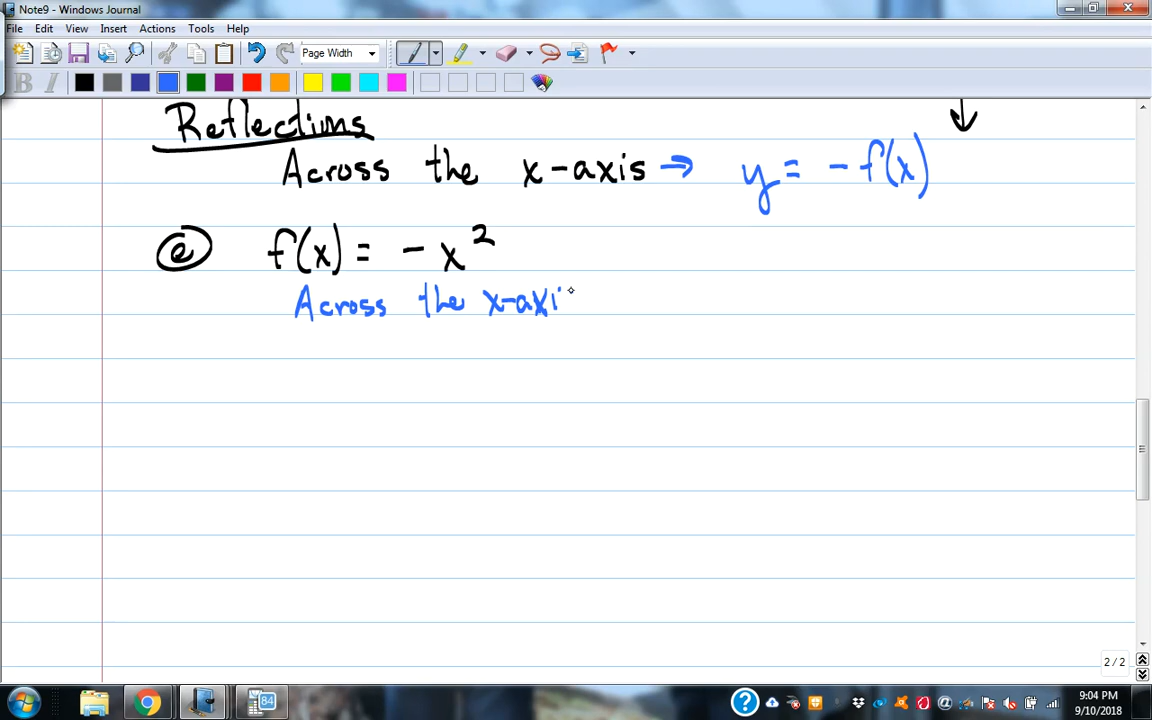 Note9 - Windows Journal
File Edit View Insert Actions Tools Help
Page Width
B I
Reflections
Across the x-axis → y = - f(x)
↓
ⓔ f(x) = - x²
Across the x-axi
2 / 2
84
9:04 PM
9/10/2018